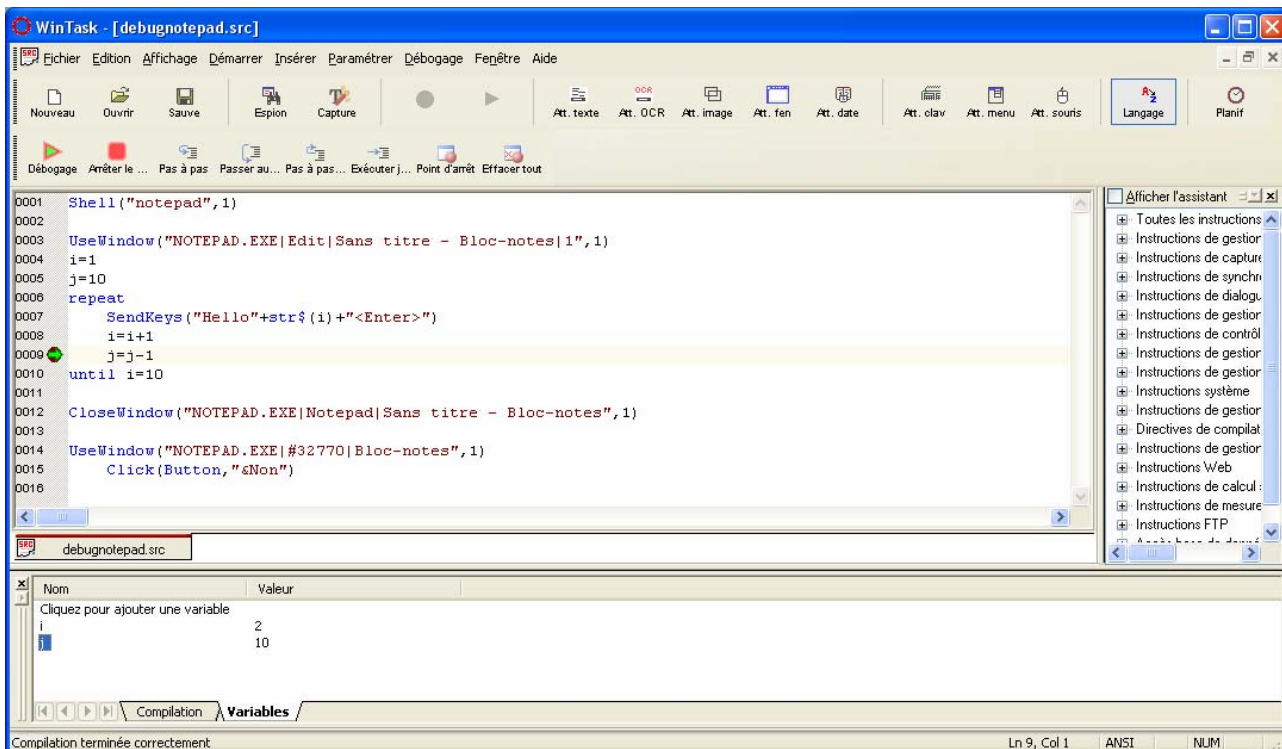 WinTask - [debugnotepad.src]
Fichier Edition Affichage Démarrer Insérer Paramétrer Débogage Fenêtre Aide
Nouveau Ouvrir Sauve Espion Capture Att. texte Att. OCR Att. image Att. fen Att. date Att. clav Att. menu Att. souris Langage Planif
Débogage Arrêter le ... Pas à pas Passer au... Pas à pas... Exécuter j... Point d'arrêt Effacer tout
0001 Shell("notepad",1)
0002
0003 UseWindow("NOTEPAD.EXE|Edit|Sans titre - Bloc-notes|1",1)
0004 i=1
0005 j=10
0006 repeat
0007 SendKeys("Hello"+str$(i)+"<Enter>")
0008 i=i+1
0009 j=j-1
0010 until i=10
0011
0012 CloseWindow("NOTEPAD.EXE|Notepad|Sans titre - Bloc-notes",1)
0013
0014 UseWindow("NOTEPAD.EXE|#32770|Bloc-notes",1)
0015 Click(Button,"&Non")
0016
debugnotepad.src
Afficher l'assistant
Toutes les instructions
Instructions de gestion
Instructions de capture
Instructions de synchr
Instructions de dialogu
Instructions de gestion
Instructions de contrôl
Instructions de gestion
Instructions de gestion
Instructions système
Instructions de gestion
Directives de compilat
Instructions de gestion
Instructions Web
Instructions de calcul
Instructions de mesure
Instructions FTP
Nom Valeur
Cliquez pour ajouter une variable
i 2
j 10
Compilation Variables
Compilation terminée correctement Ln 9, Col 1 ANSI NUM